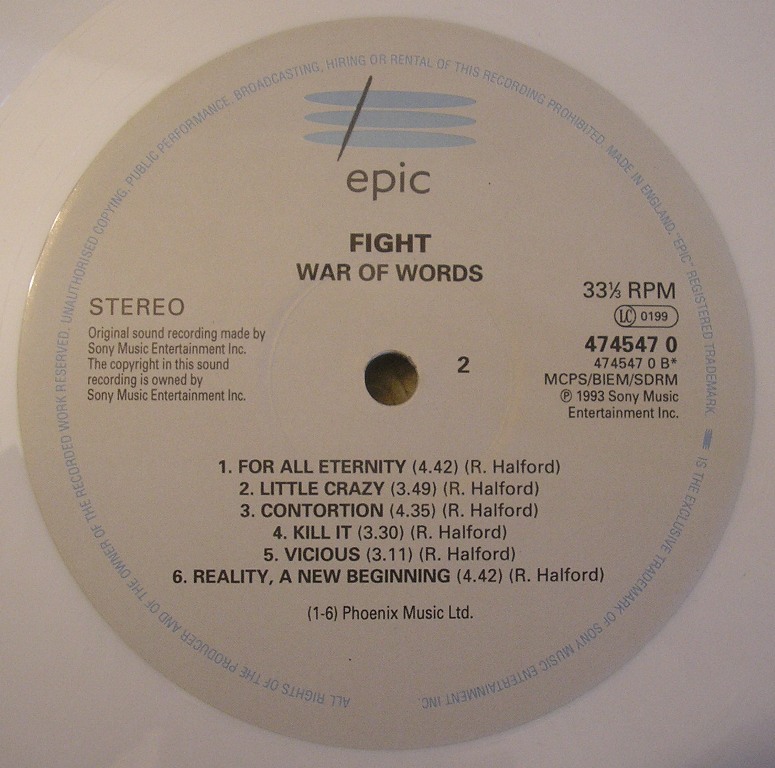 ALL RIGHTS OF THE PRODUCER AND OF THE OWNER OF THE RECORDED WORK RESERVED. UNAUTHORISED COPYING, PUBLIC PERFORMANCE, BROADCASTING, HIRING OR RENTAL OF THIS RECORDING PROHIBITED. MADE IN ENGLAND. "EPIC" REGISTERED TRADEMARK. IS THE EXCLUSIVE TRADEMARK OF SONY MUSIC ENTERTAINMENT INC.
epic
FIGHT
WAR OF WORDS
STEREO
Original sound recording made by
Sony Music Entertainment Inc.
The copyright in this sound
recording is owned by
Sony Music Entertainment Inc.
2
33⅓ RPM
LC 0199
474547 0
474547 0 B*
MCPS/BIEM/SDRM
℗ 1993 Sony Music
Entertainment Inc.
1. FOR ALL ETERNITY (4.42) (R. Halford)
2. LITTLE CRAZY (3.49) (R. Halford)
3. CONTORTION (4.35) (R. Halford)
4. KILL IT (3.30) (R. Halford)
5. VICIOUS (3.11) (R. Halford)
6. REALITY, A NEW BEGINNING (4.42) (R. Halford)
(1-6) Phoenix Music Ltd.